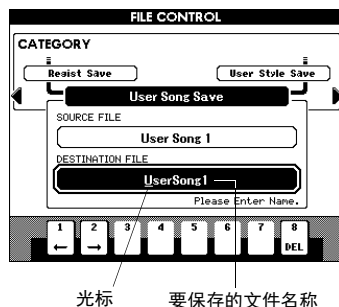 FILE CONTROL
CATEGORY
Regist Save
User Style Save
User Song Save
SOURCE FILE
User Song 1
DESTINATION FILE
UserSong1
Please Enter Name.
1 2 3 4 5 6 7 8
← → DEL
光标 要保存的文件名称